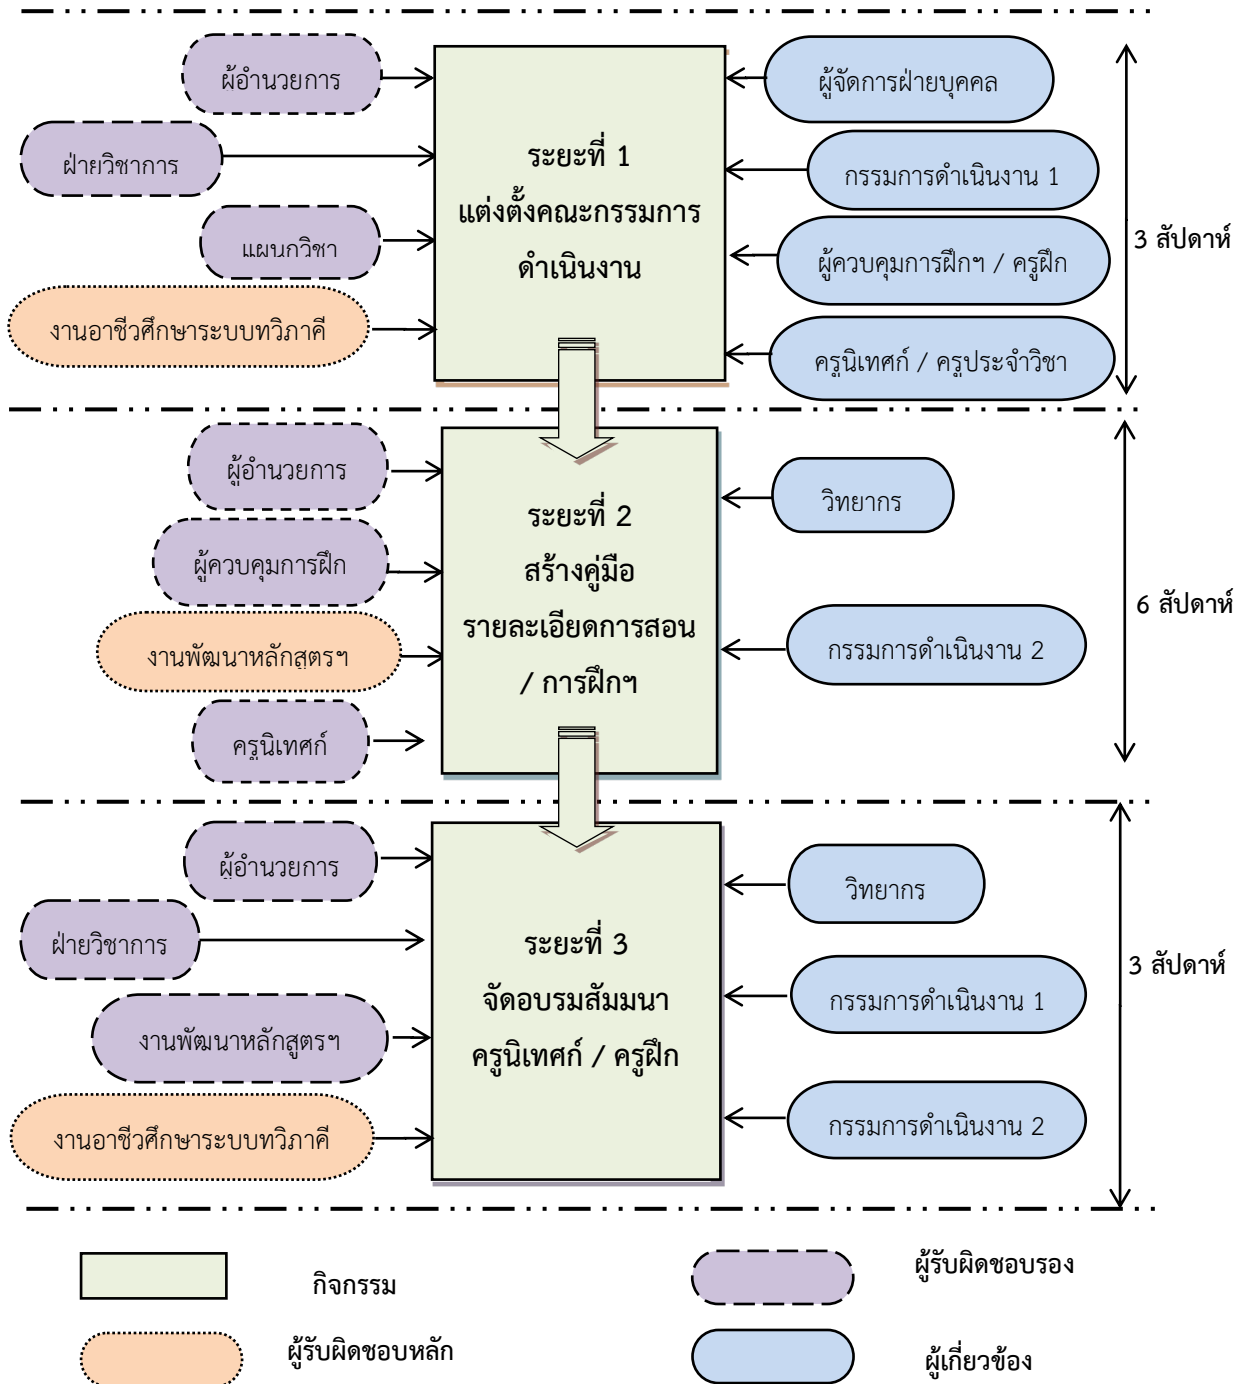 ผ้อำนวยการ
ฝ่ายวิชาการ
แผนกวิชา
งานอาชีวศึกษาระบบทวิภาคี
ระยะที่ 1
แต่งตั้งคณะกรรมการ
ดำเนินงาน
ผู้จัดการฝ่ายบุคคล
กรรมการดำเนินงาน 1
ผู้ควบคุมการฝึกฯ / ครูฝึก
ครูนิเทศก์ / ครูประจำวิชา
3 สัปดาห์
ผู้อำนวยการ
ผู้ควบคุมการฝึก
งานพัฒนาหลักสูตรฯ
ครูนิเทศก์
ระยะที่ 2
สร้างคู่มือ
รายละเอียดการสอน
/ การฝึกฯ
วิทยากร
กรรมการดำเนินงาน 2
6 สัปดาห์
ผู้อำนวยการ
ฝ่ายวิชาการ
งานพัฒนาหลักสูตรฯ
งานอาชีวศึกษาระบบทวิภาคี
ระยะที่ 3
จัดอบรมสัมมนา
ครูนิเทศก์ / ครูฝึก
วิทยากร
กรรมการดำเนินงาน 1
กรรมการดำเนินงาน 2
3 สัปดาห์
กิจกรรม
ผู้รับผิดชอบรอง
ผู้รับผิดชอบหลัก
ผู้เกี่ยวข้อง